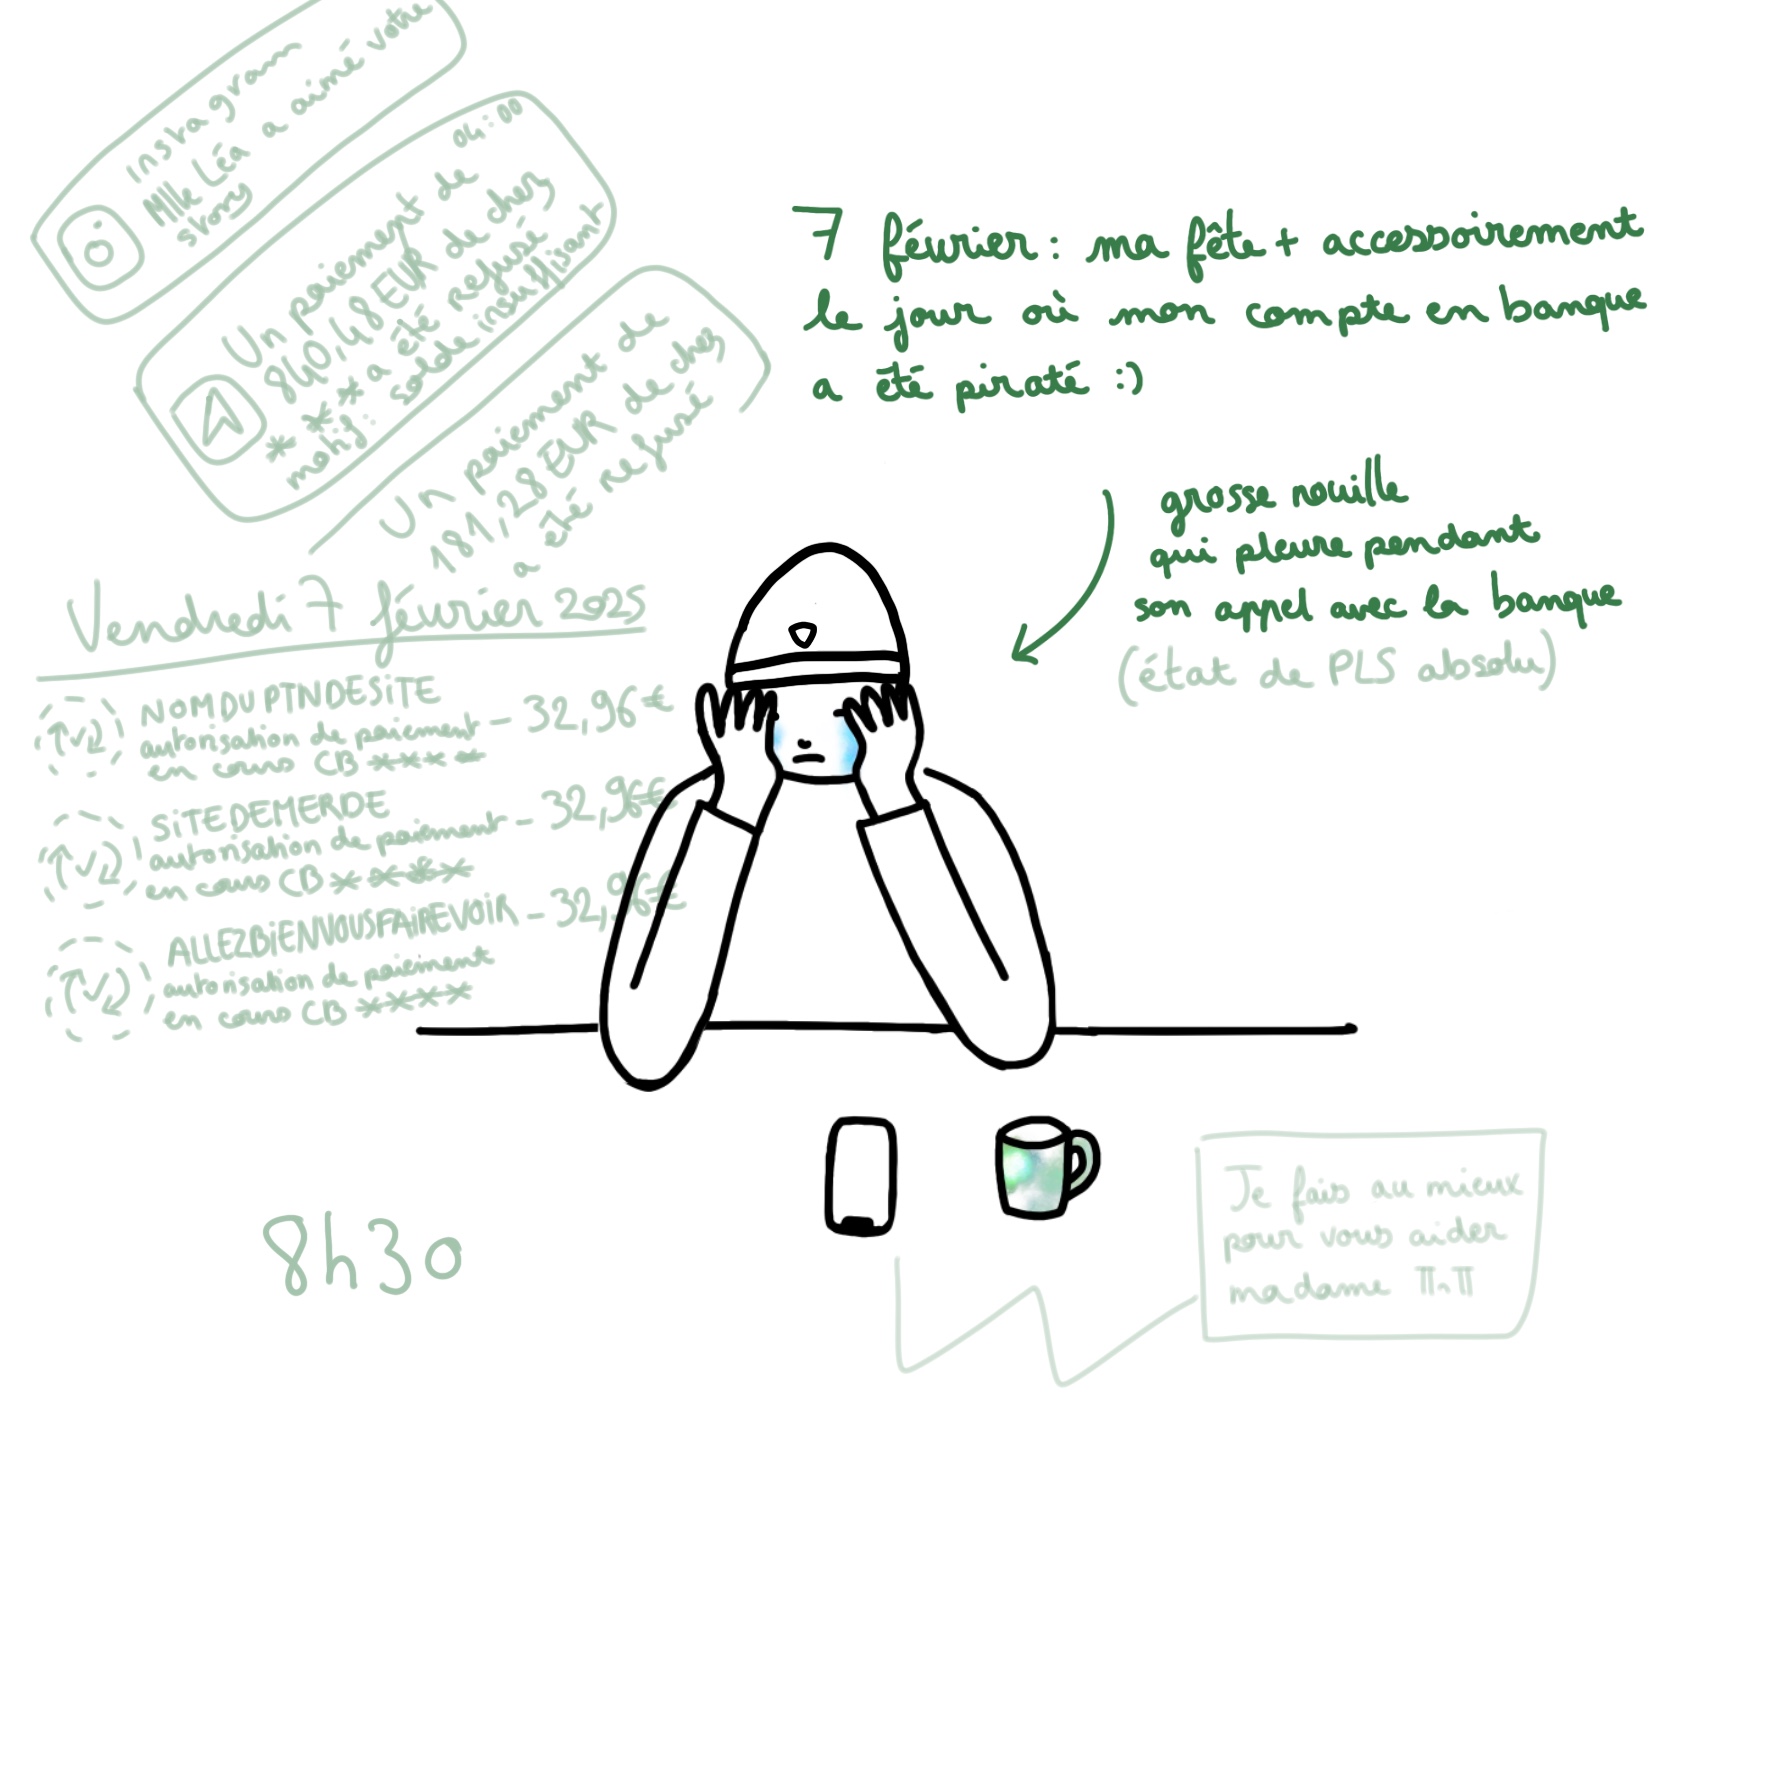 instagram
Mlle Léa a aimé votre
story
04:00
Un paiement de
840,48 EUR de chez
* * * a été refusé
motif: solde insuffisant
Un paiement de
181,28 EUR de chez
a été refusé
7 février : ma fête + accessoirement
le jour où mon compte en banque
a été piraté :)
grosse nouille
qui pleure pendant
son appel avec la banque
(état de PLS absolu)
Vendredi 7 février 2025
NOMDUPTNDESITE
autorisation de paiement - 32,96€
en cours CB ****
SITEDEMERDE
autorisation de paiement - 32,96€
en cours CB ****
ALLEZBIENVOUSFAIREVOIR - 32,96€
autorisation de paiement
en cours CB ****
Je fais au mieux
pour vous aider
madame π^π
8h30